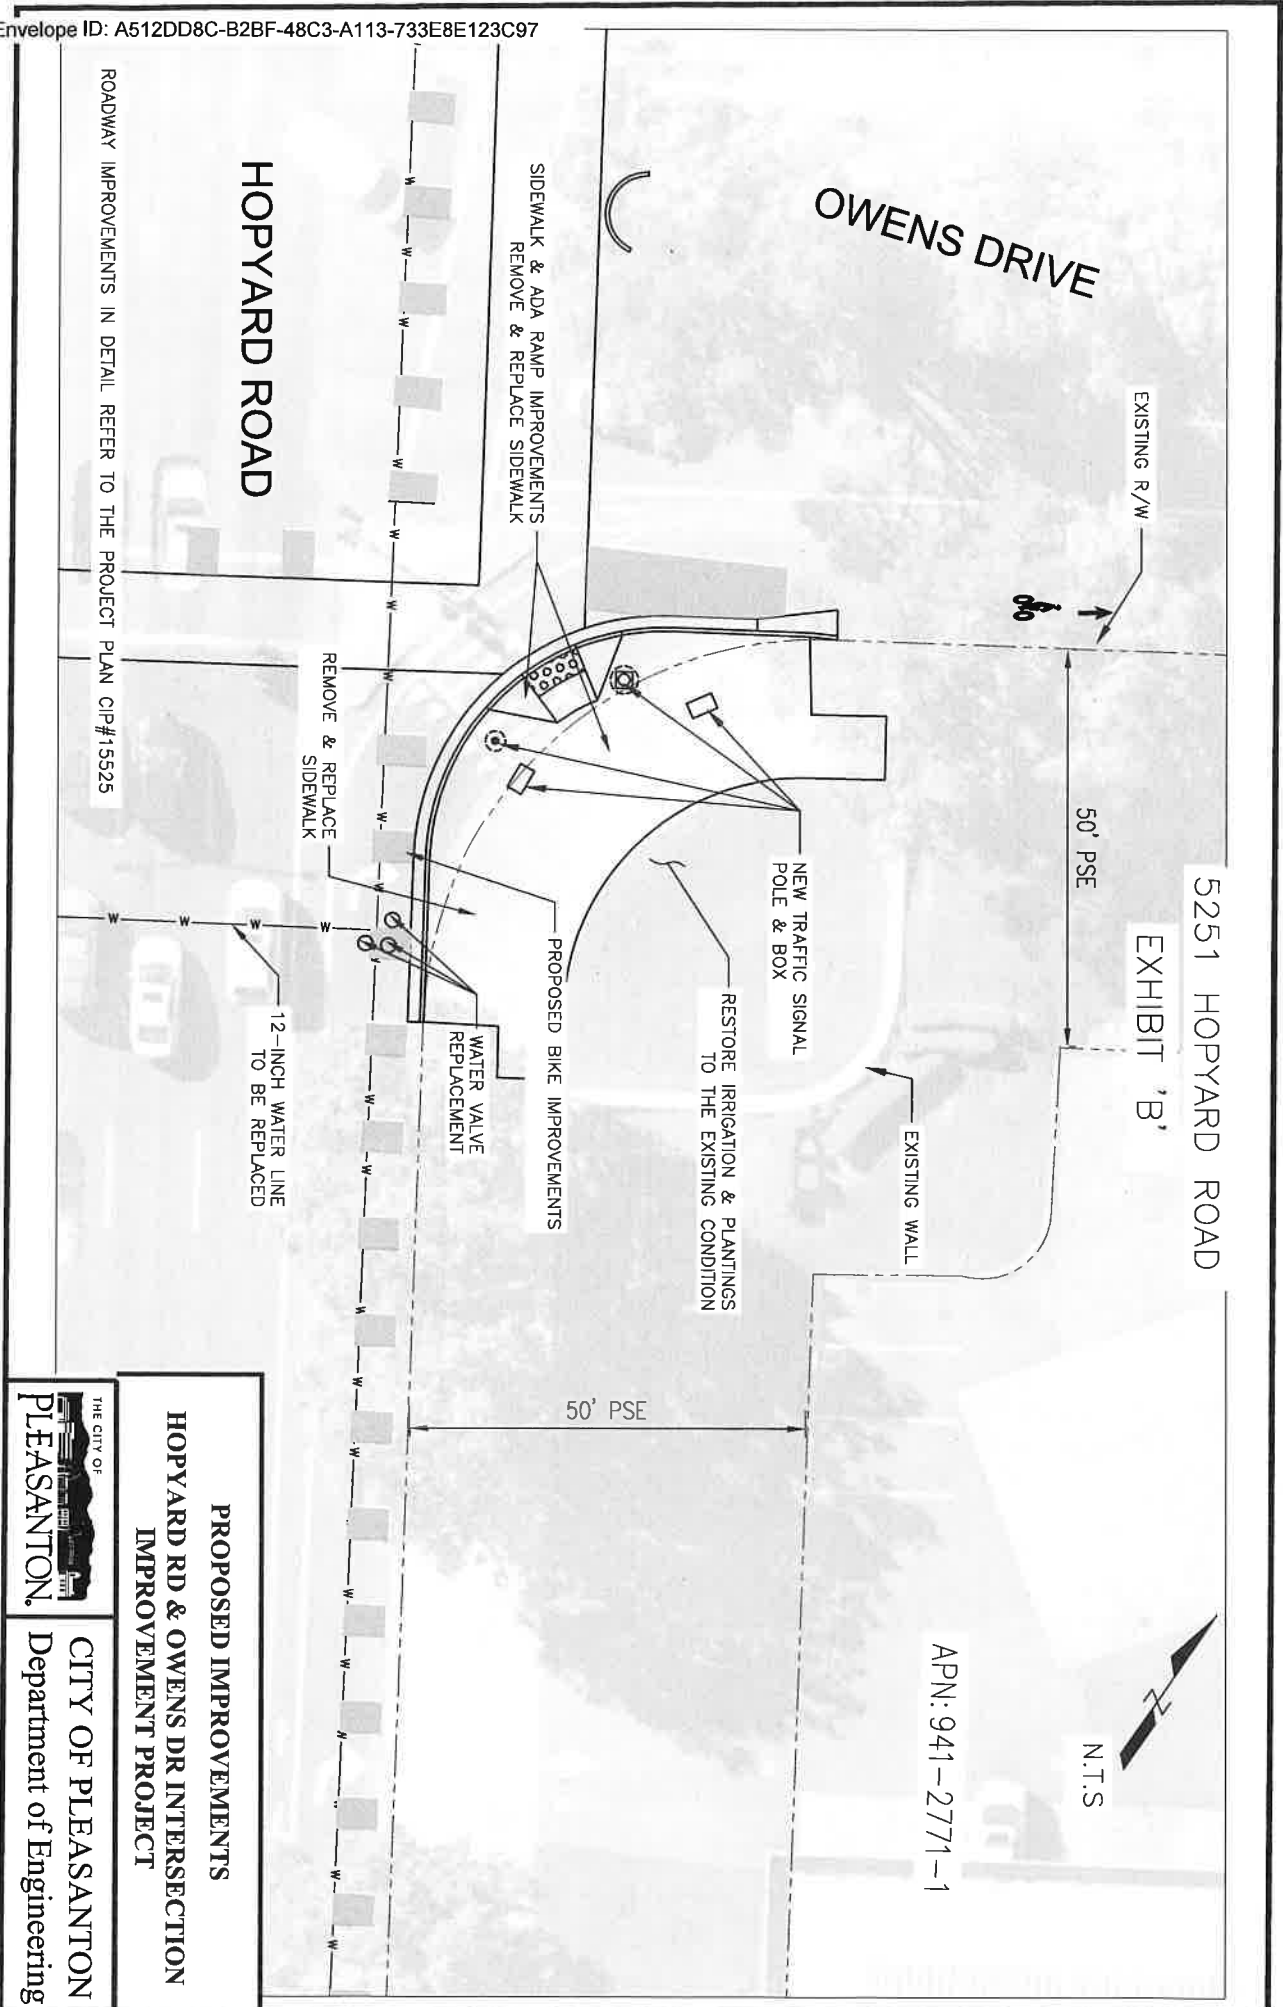 Envelope ID: A512DD8C-B2BF-48C3-A113-733E8E123C97
5251 HOPYARD ROAD
EXHIBIT 'B'
OWENS DRIVE
EXISTING R/W
50' PSE
N.T.S
APN: 941-2771-1
EXISTING WALL
NEW TRAFFIC SIGNAL
POLE & BOX
RESTORE IRRIGATION & PLANTINGS
TO THE EXISTING CONDITION
50' PSE
SIDEWALK & ADA RAMP IMPROVEMENTS
REMOVE & REPLACE SIDEWALK
PROPOSED BIKE IMPROVEMENTS
WATER VALVE
REPLACEMENT
REMOVE & REPLACE
SIDEWALK
12-INCH WATER LINE
TO BE REPLACED
HOPYARD ROAD
ROADWAY IMPROVEMENTS IN DETAIL REFER TO THE PROJECT PLAN CIP#15525
W W W W W W W W W W W W W W W W W W W W W
W W W W
PROPOSED IMPROVEMENTS
HOPYARD RD & OWENS DR INTERSECTION
IMPROVEMENT PROJECT
THE CITY OF
PLEASANTON.
CITY OF PLEASANTON
Department of Engineering